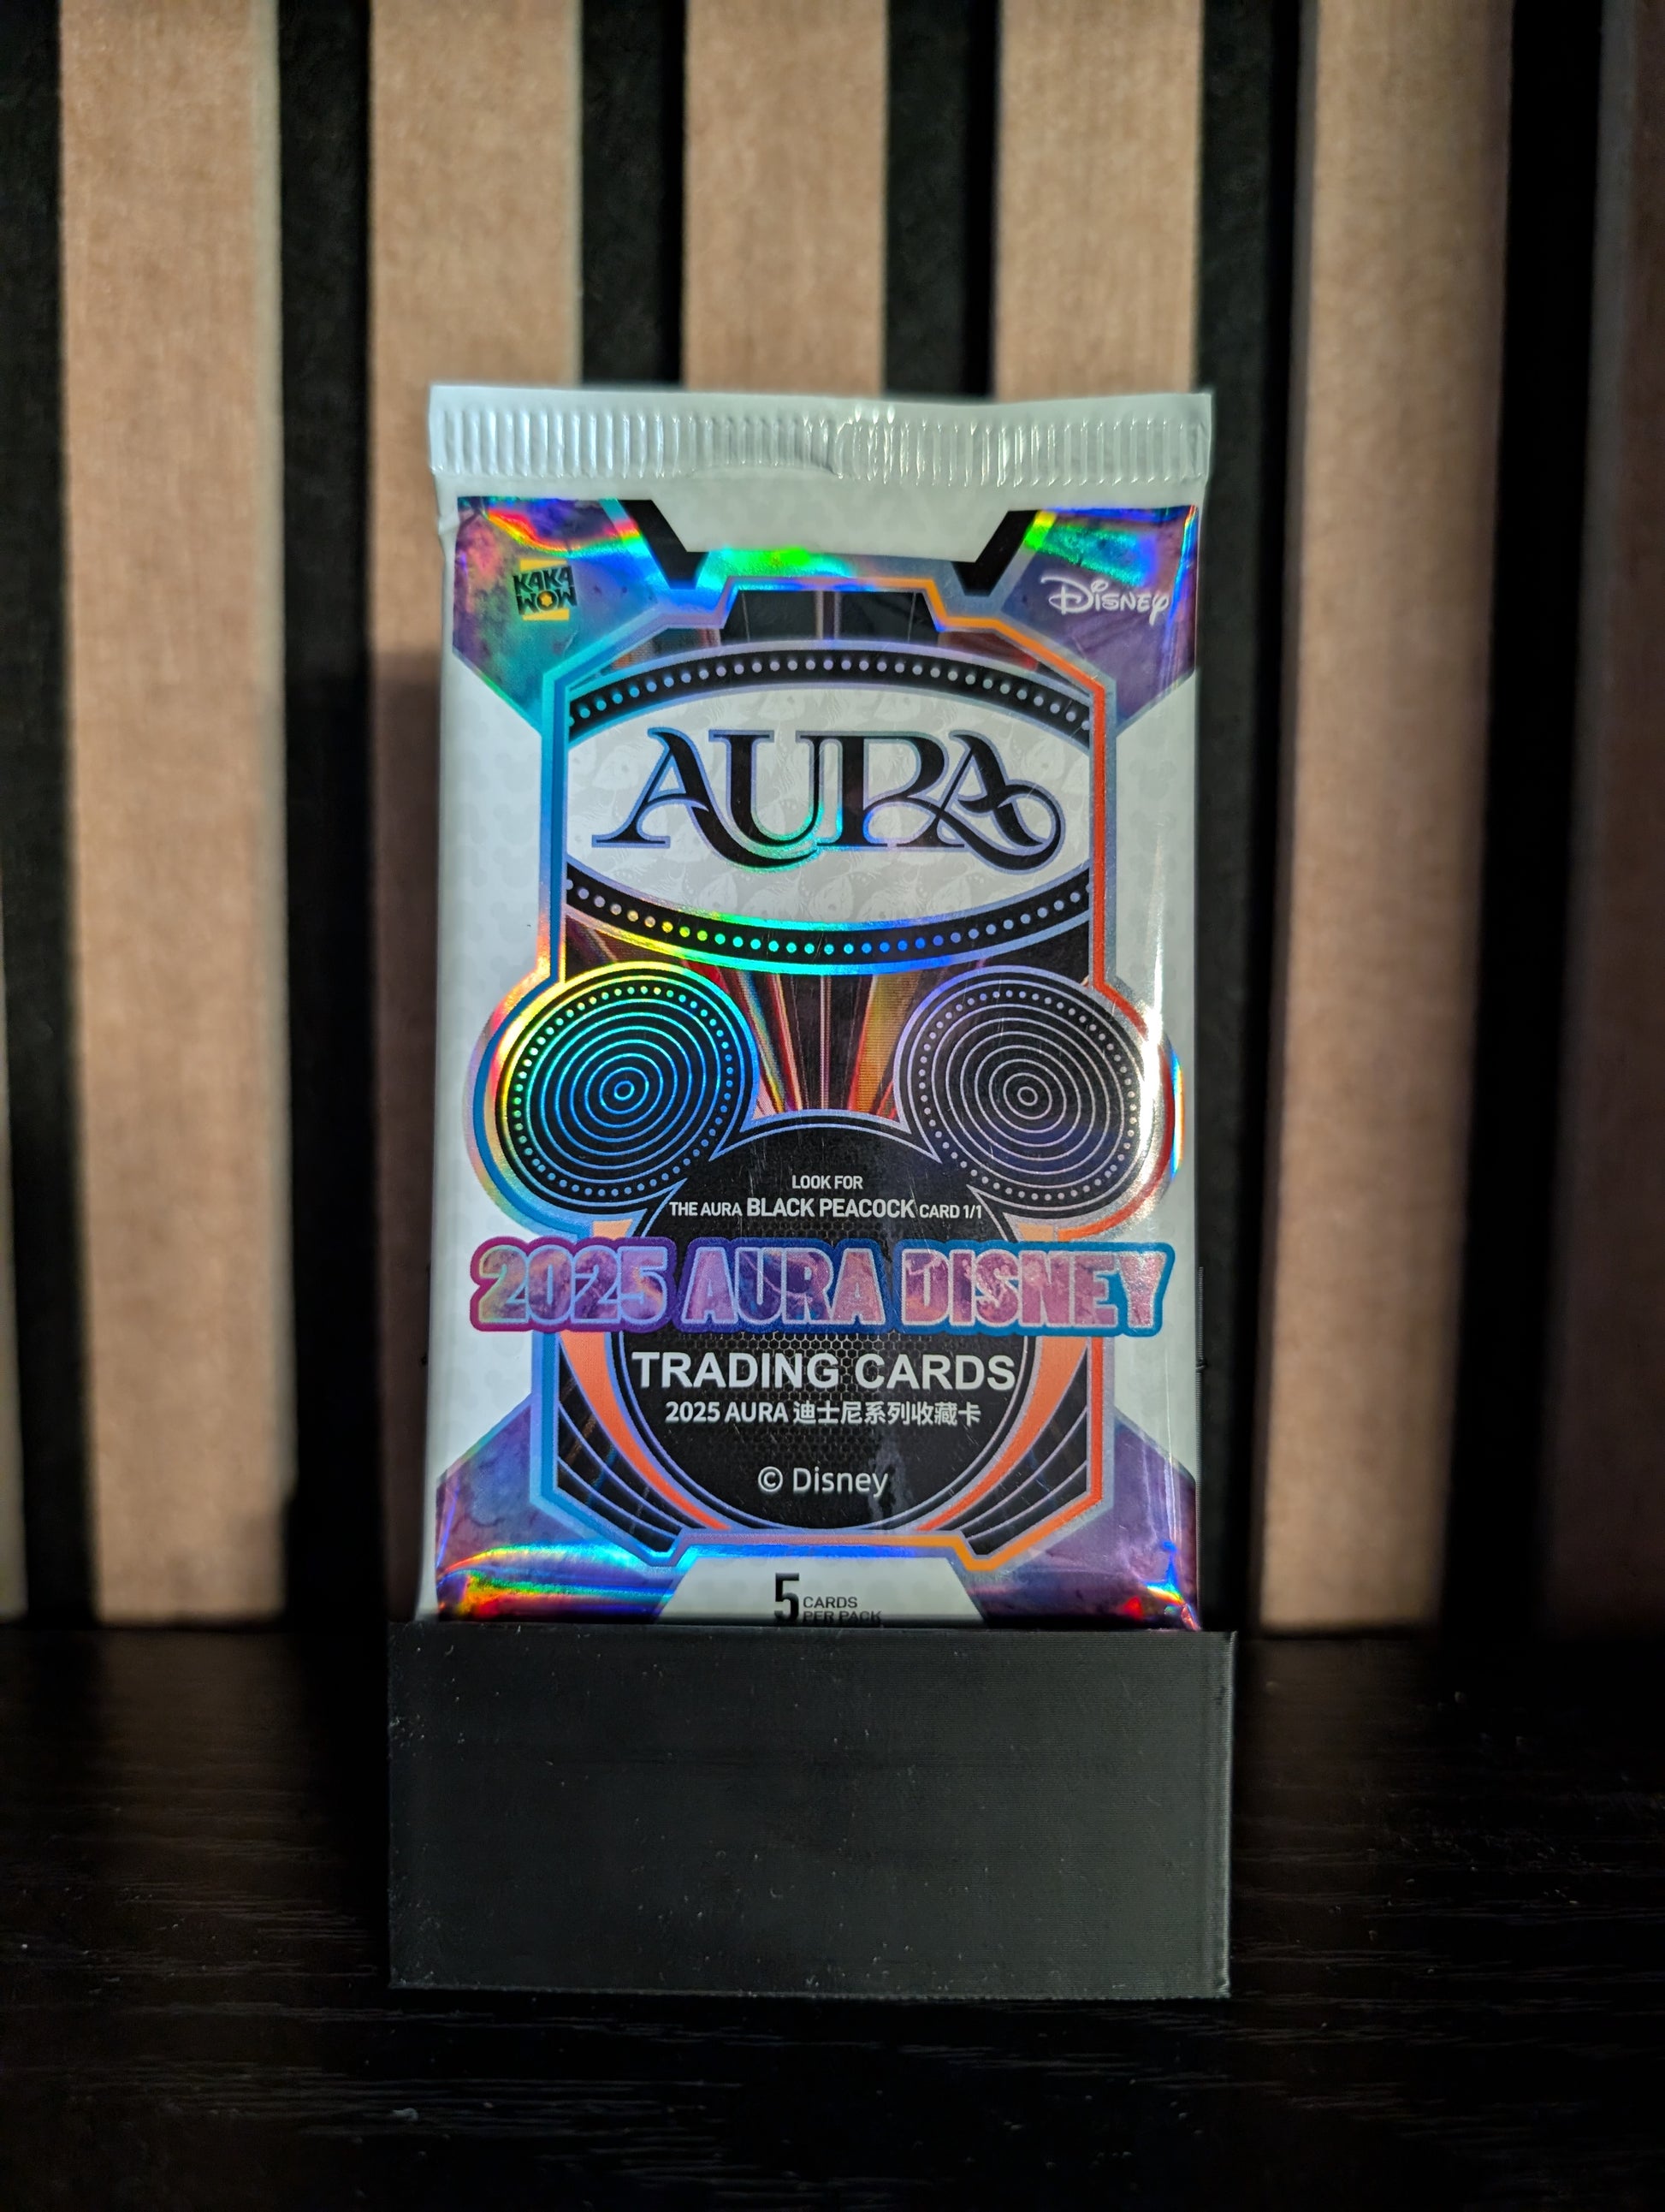 KAKA
WOW
Disney
AURA
LOOK FOR
THE AURA BLACK PEACOCK CARD 1/1
2025 AURA DISNEY
TRADING CARDS
2025 AURA 迪士尼系列收藏卡
© Disney
5 CARDS
PER PACK